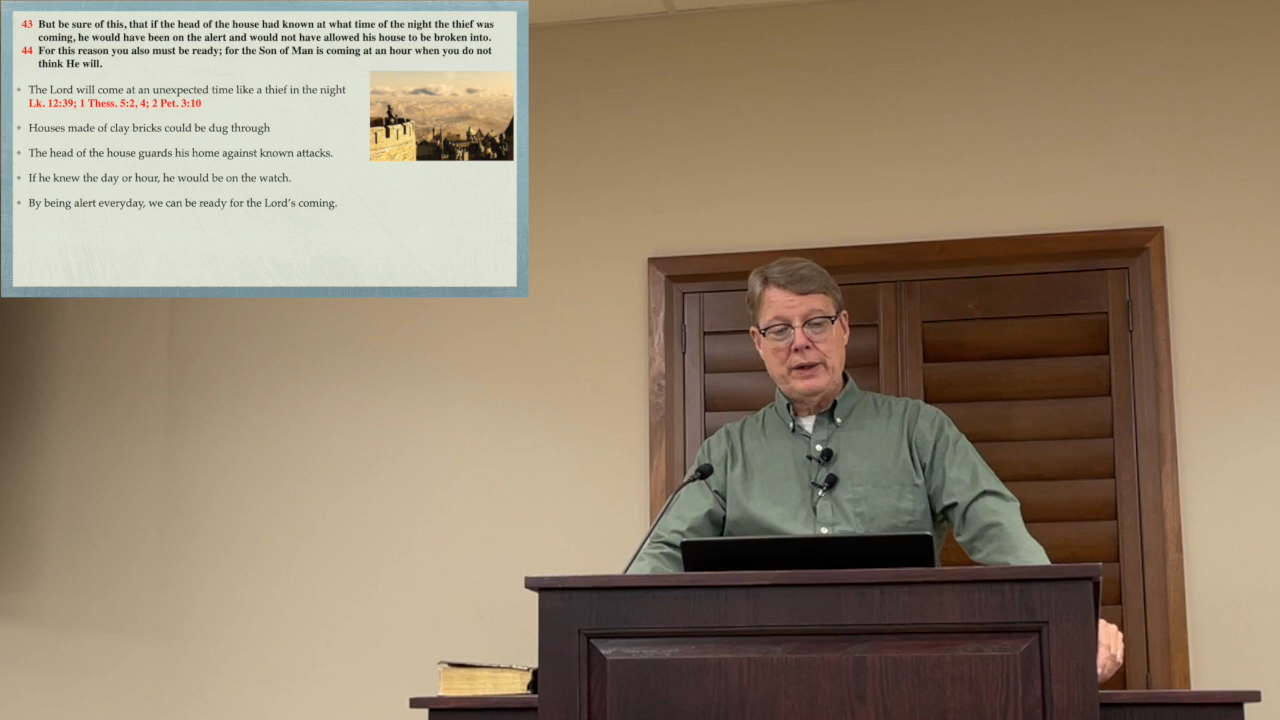 43 But be sure of this, that if the head of the house had known at what time of the night the thief was
coming, he would have been on the alert and would not have allowed his house to be broken into.
44 For this reason you also must be ready; for the Son of Man is coming at an hour when you do not
think He will.
The Lord will come at an unexpected time like a thief in the night
Lk. 12:39; 1 Thess. 5:2, 4; 2 Pet. 3:10
Houses made of clay bricks could be dug through
The head of the house guards his home against known attacks.
If he knew the day or hour, he would be on the watch.
By being alert everyday, we can be ready for the Lord's coming.